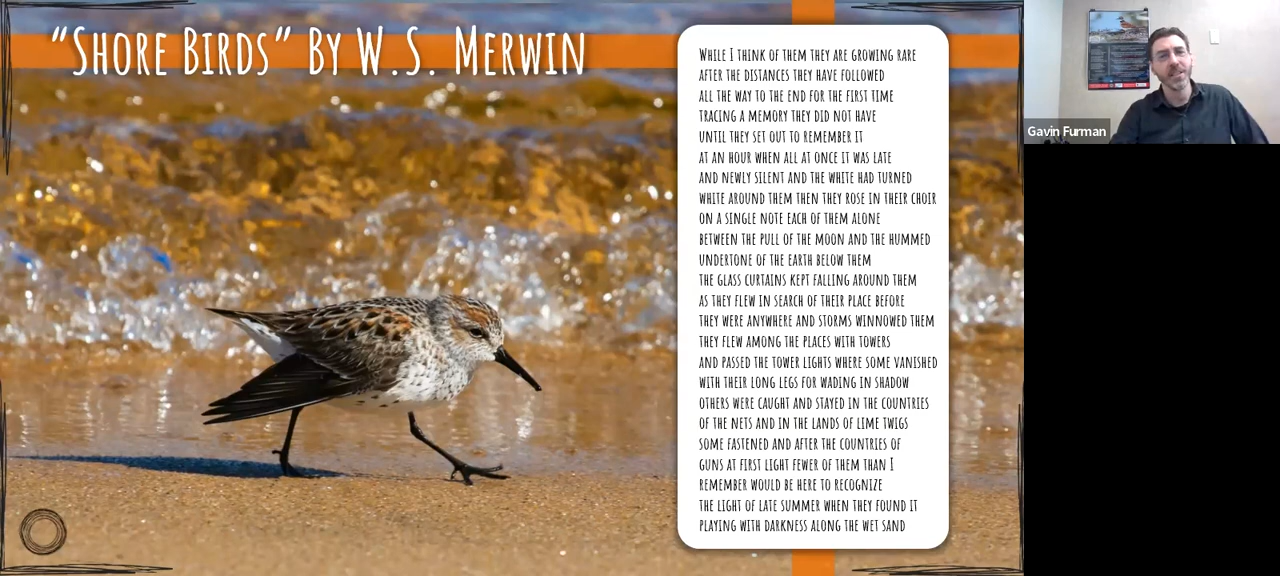 “Shore Birds” By W.S. Merwin
While I think of them they are growing rare
after the distances they have followed
all the way to the end for the first time
tracing a memory they did not have
until they set out to remember it
at an hour when all at once it was late
and newly silent and the white had turned
white around them then they rose in their choir
on a single note each of them alone
between the pull of the moon and the hummed
undertone of the earth below them
the glass curtains kept falling around them
as they flew in search of their place before
they were anywhere and storms winnowed them
they flew among the places with towers
and passed the tower lights where some vanished
with their long legs for wading in shadow
others were caught and stayed in the countries
of the nets and in the lands of lime twigs
some fastened and after the countries of
guns at first light fewer of them than I
remember would be here to recognize
the light of late summer when they found it
playing with darkness along the wet sand
Gavin Furman